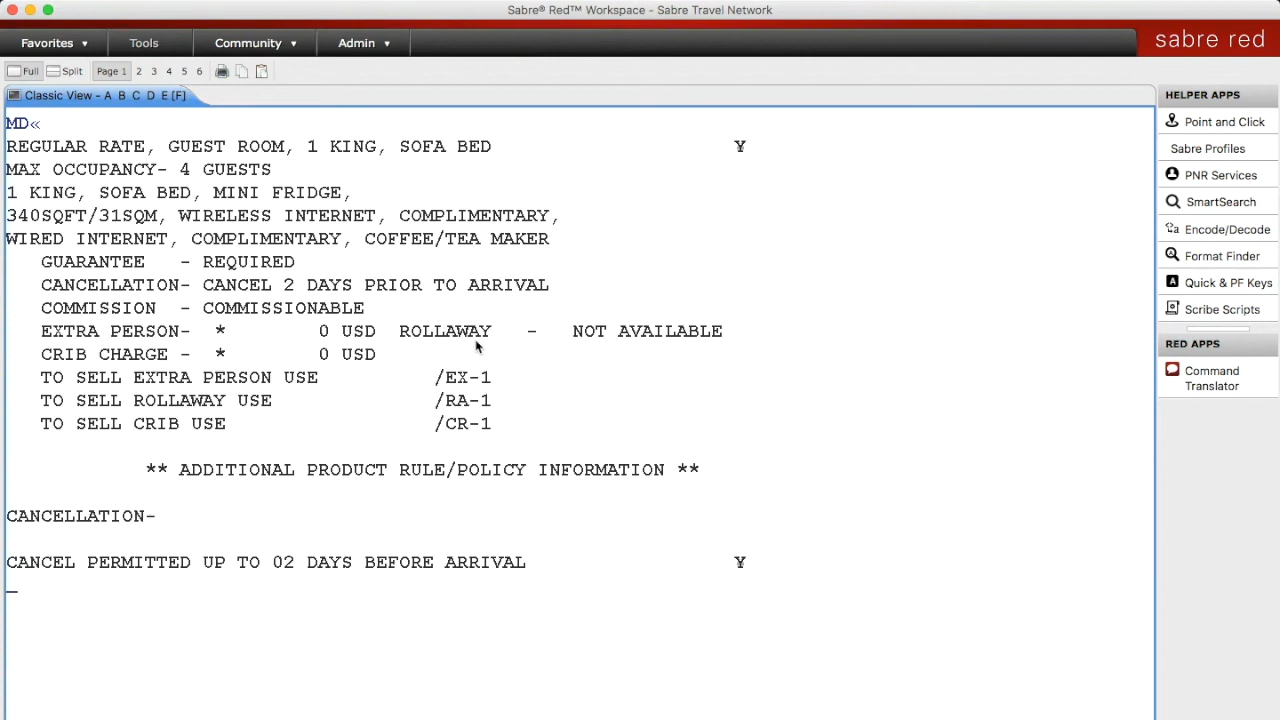 Sabre® Red™ Workspace - Sabre Travel Network
Favorites ▾ Tools Community ▾ Admin ▾ sabre red
Full Split Page 1 2 3 4 5 6
Classic View - A B C D E [F]
MD«
REGULAR RATE, GUEST ROOM, 1 KING, SOFA BED ¥
MAX OCCUPANCY- 4 GUESTS
1 KING, SOFA BED, MINI FRIDGE,
340SQFT/31SQM, WIRELESS INTERNET, COMPLIMENTARY,
WIRED INTERNET, COMPLIMENTARY, COFFEE/TEA MAKER
GUARANTEE - REQUIRED
CANCELLATION- CANCEL 2 DAYS PRIOR TO ARRIVAL
COMMISSION - COMMISSIONABLE
EXTRA PERSON- * 0 USD ROLLAWAY - NOT AVAILABLE
CRIB CHARGE - * 0 USD
TO SELL EXTRA PERSON USE /EX-1
TO SELL ROLLAWAY USE /RA-1
TO SELL CRIB USE /CR-1
** ADDITIONAL PRODUCT RULE/POLICY INFORMATION **
CANCELLATION-
CANCEL PERMITTED UP TO 02 DAYS BEFORE ARRIVAL ¥
HELPER APPS
Point and Click
Sabre Profiles
PNR Services
SmartSearch
Encode/Decode
Format Finder
Quick & PF Keys
Scribe Scripts
RED APPS
Command
Translator